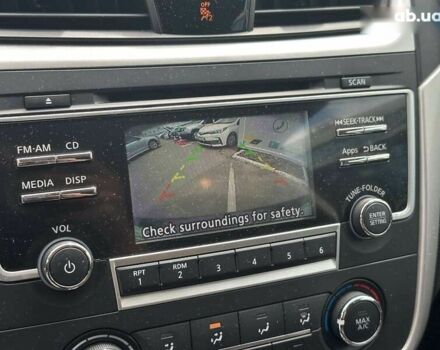 OFF
2
ab.ua
SCAN
FM·AM CD
SEEK·TRACK
MEDIA DISP
Apps BACK
Check surroundings for safety.
TUNE·FOLDER
VOL
ENTER
SETTING
RPT
1
RDM
2
3
4
5
6
MAX
A/C